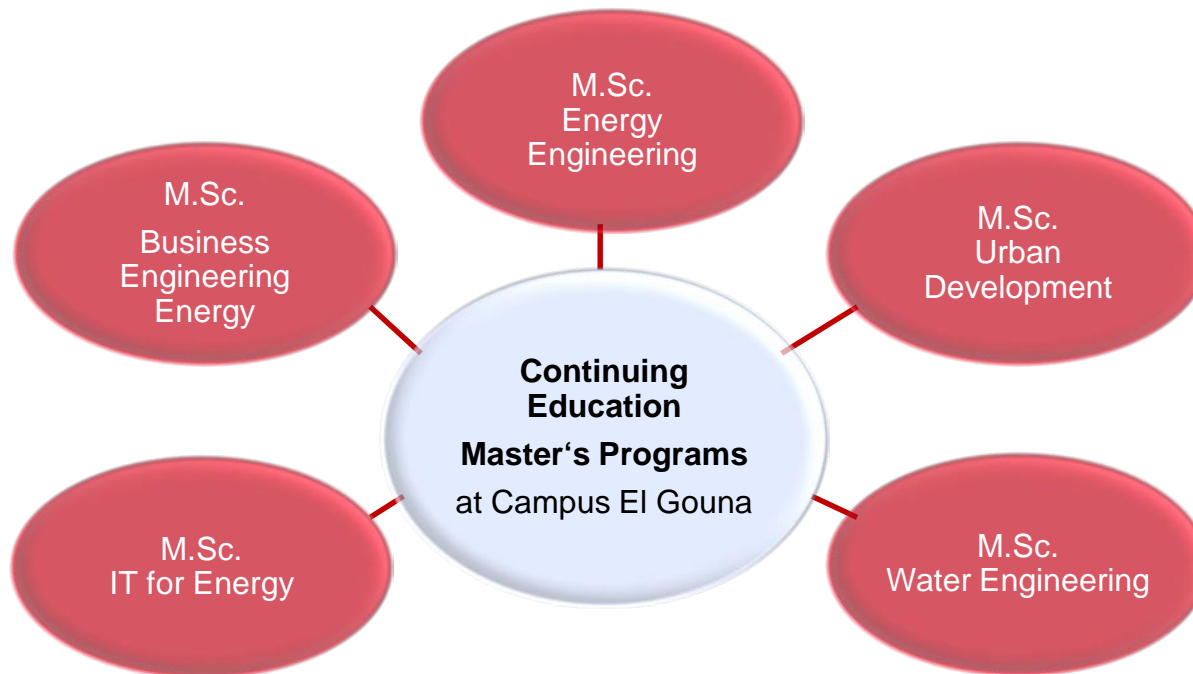 M.Sc.
Energy
Engineering
M.Sc.
Business
Engineering
Energy
M.Sc.
Urban
Development
Continuing
Education
Master‘s Programs
at Campus El Gouna
M.Sc.
IT for Energy
M.Sc.
Water Engineering